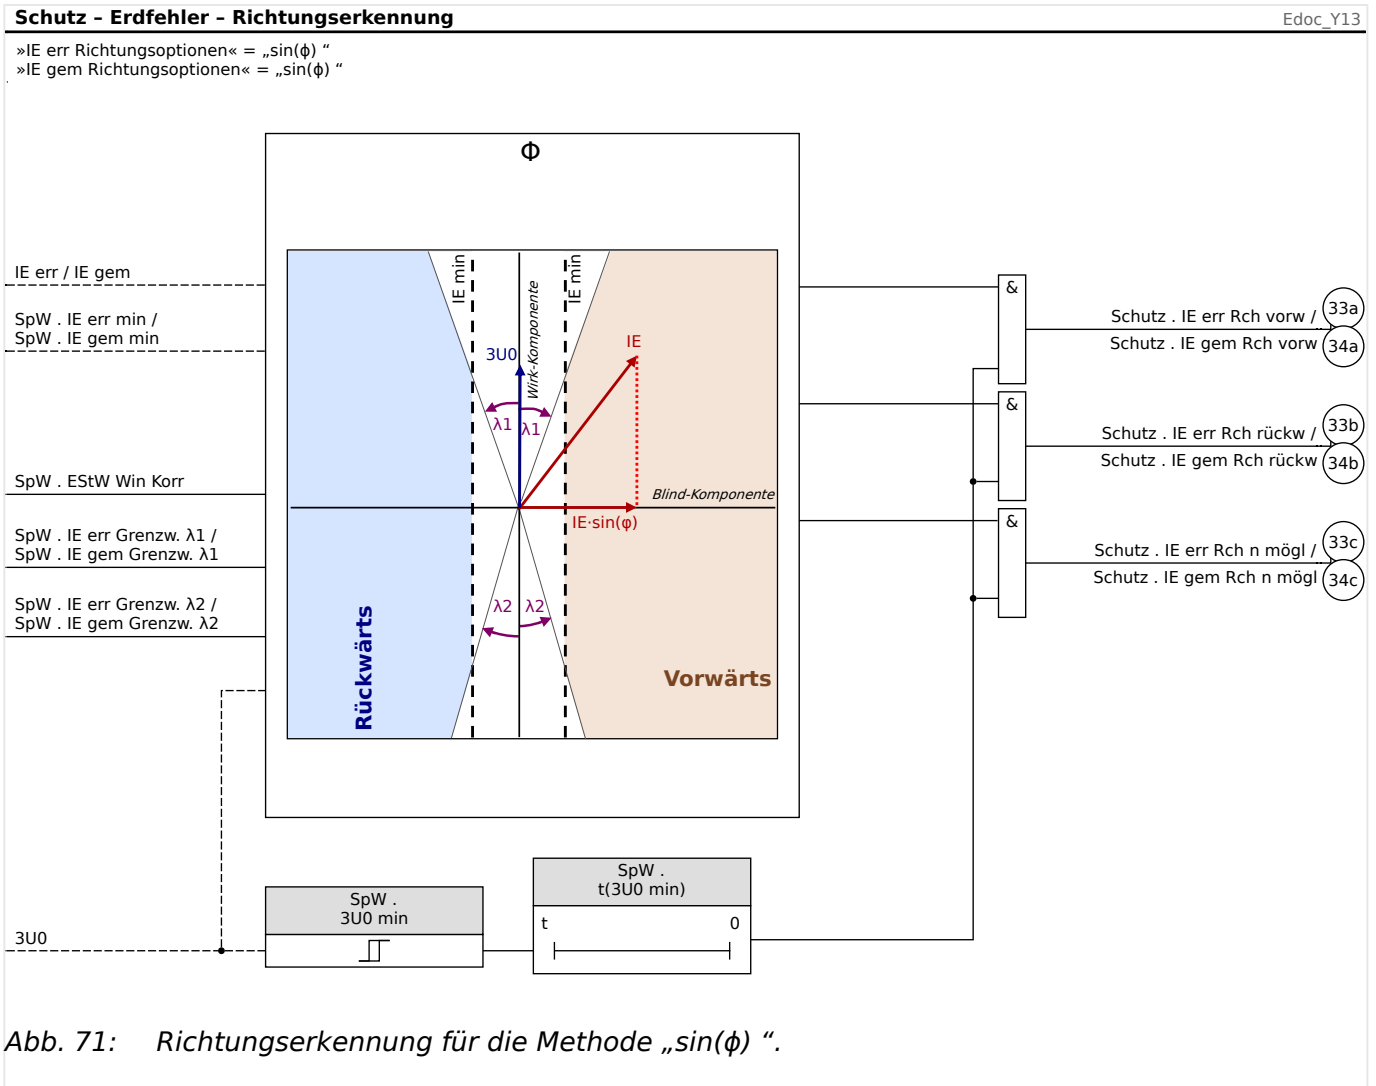 Schutz – Erdfehler – Richtungserkennung
Edoc_Y13
»IE err Richtungsoptionen« = „sin(ϕ) “
»IE gem Richtungsoptionen« = „sin(ϕ) “
Φ
IE err / IE gem
SpW . IE err min /
SpW . IE gem min
SpW . EStW Win Korr
SpW . IE err Grenzw. λ1 /
SpW . IE gem Grenzw. λ1
SpW . IE err Grenzw. λ2 /
SpW . IE gem Grenzw. λ2
3U0
IE min
IE min
Wirk-Komponente
3U0
IE
λ1
λ1
Blind-Komponente
IE·sin(φ)
λ2
λ2
Rückwärts
Vorwärts
&
Schutz . IE err Rch vorw /
33a
Schutz . IE gem Rch vorw
34a
&
Schutz . IE err Rch rückw /
33b
Schutz . IE gem Rch rückw
34b
&
Schutz . IE err Rch n mögl /
33c
Schutz . IE gem Rch n mögl
34c
SpW .
3U0 min
SpW .
t(3U0 min)
t 0
Abb. 71: Richtungserkennung für die Methode „sin(ϕ) “.